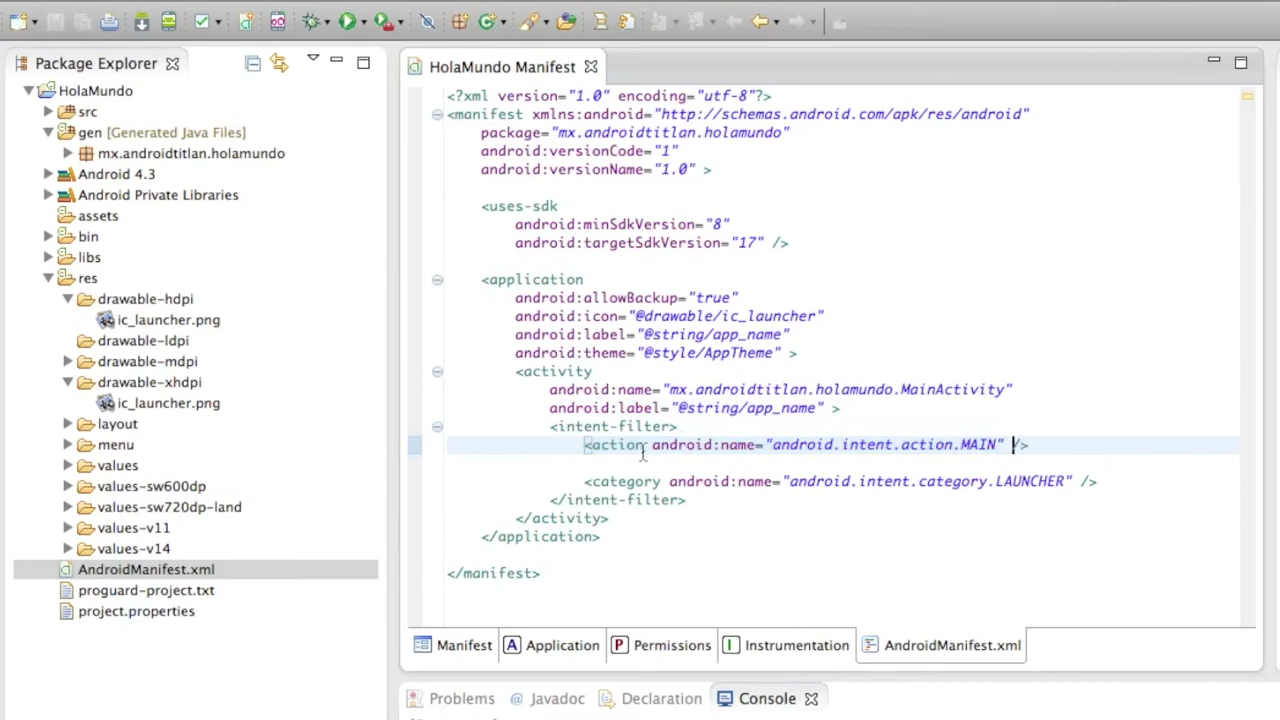 Package Explorer
HolaMundo
src
gen [Generated Java Files]
mx.androidtitlan.holamundo
Android 4.3
Android Private Libraries
assets
bin
libs
res
drawable-hdpi
ic_launcher.png
drawable-ldpi
drawable-mdpi
drawable-xhdpi
ic_launcher.png
layout
menu
values
values-sw600dp
values-sw720dp-land
values-v11
values-v14
AndroidManifest.xml
proguard-project.txt
project.properties
HolaMundo Manifest
<?xml version="1.0" encoding="utf-8"?>
<manifest xmlns:android="http://schemas.android.com/apk/res/android"
package="mx.androidtitlan.holamundo"
android:versionCode="1"
android:versionName="1.0" >
<uses-sdk
android:minSdkVersion="8"
android:targetSdkVersion="17" />
<application
android:allowBackup="true"
android:icon="@drawable/ic_launcher"
android:label="@string/app_name"
android:theme="@style/AppTheme" >
<activity
android:name="mx.androidtitlan.holamundo.MainActivity"
android:label="@string/app_name" >
<intent-filter>
<action android:name="android.intent.action.MAIN" />
<category android:name="android.intent.category.LAUNCHER" />
</intent-filter>
</activity>
</application>
</manifest>
Manifest A Application P Permissions I Instrumentation AndroidManifest.xml
Problems @ Javadoc Declaration Console